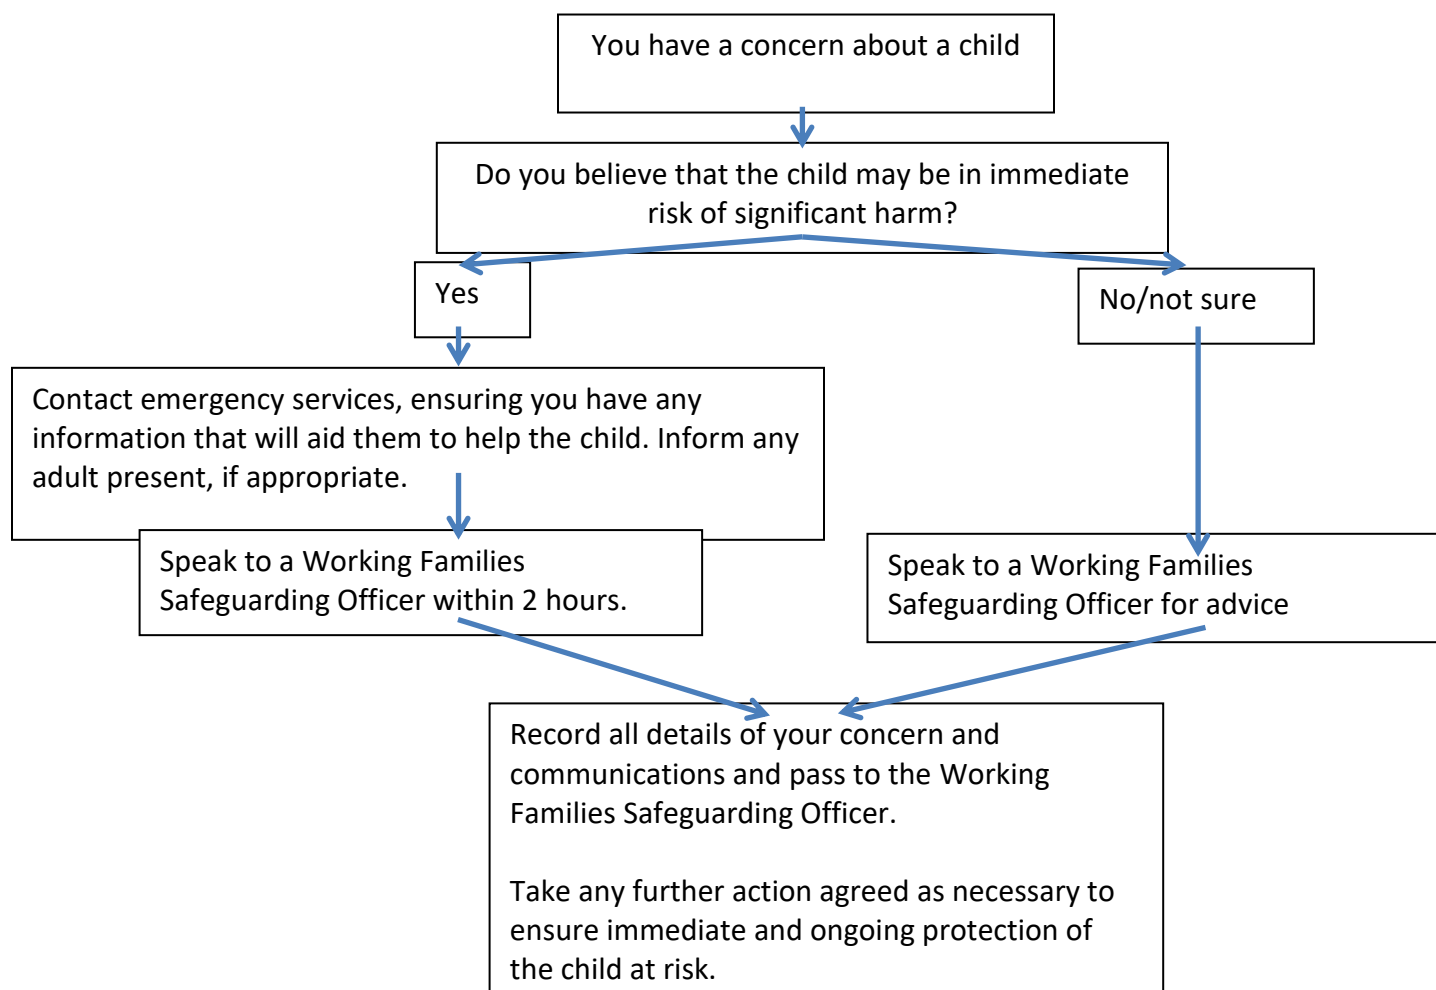 You have a concern about a child
Do you believe that the child may be in immediate
risk of significant harm?
Yes
No/not sure
Contact emergency services, ensuring you have any
information that will aid them to help the child. Inform any
adult present, if appropriate.
Speak to a Working Families
Safeguarding Officer within 2 hours.
Speak to a Working Families
Safeguarding Officer for advice
Record all details of your concern and
communications and pass to the Working
Families Safeguarding Officer.
Take any further action agreed as necessary to
ensure immediate and ongoing protection of
the child at risk.